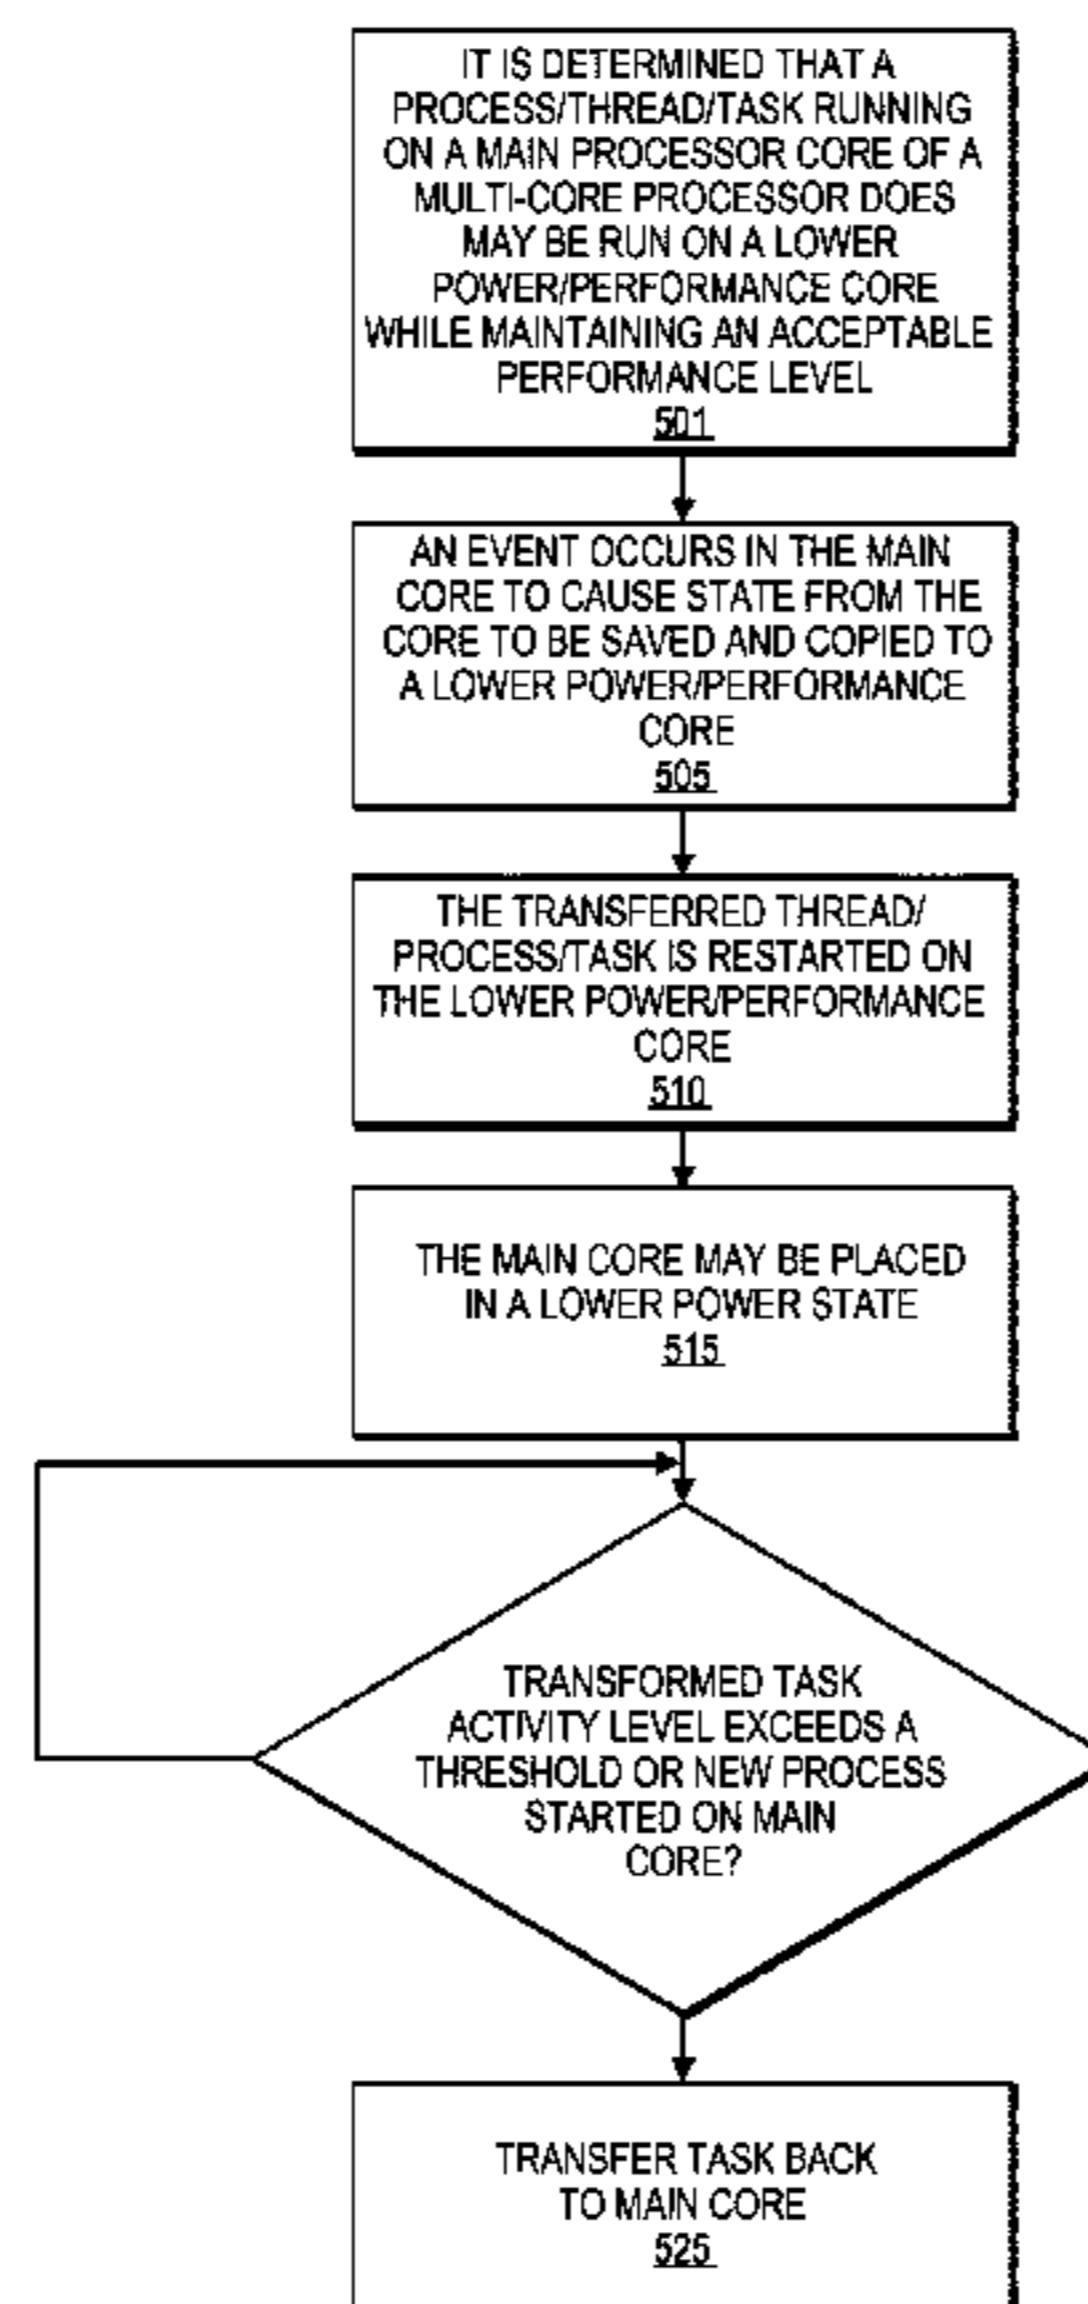 IT IS DETERMINED THAT A
PROCESS/THREAD/TASK RUNNING
ON A MAIN PROCESSOR CORE OF A
MULTI-CORE PROCESSOR DOES
MAY BE RUN ON A LOWER
POWER/PERFORMANCE CORE
WHILE MAINTAINING AN ACCEPTABLE
PERFORMANCE LEVEL
501
AN EVENT OCCURS IN THE MAIN
CORE TO CAUSE STATE FROM THE
CORE TO BE SAVED AND COPIED TO
A LOWER POWER/PERFORMANCE
CORE
505
THE TRANSFERRED THREAD/
PROCESS/TASK IS RESTARTED ON
THE LOWER POWER/PERFORMANCE
CORE
510
THE MAIN CORE MAY BE PLACED
IN A LOWER POWER STATE
515
TRANSFORMED TASK
ACTIVITY LEVEL EXCEEDS A
THRESHOLD OR NEW PROCESS
STARTED ON MAIN
CORE?
TRANSFER TASK BACK
TO MAIN CORE
525